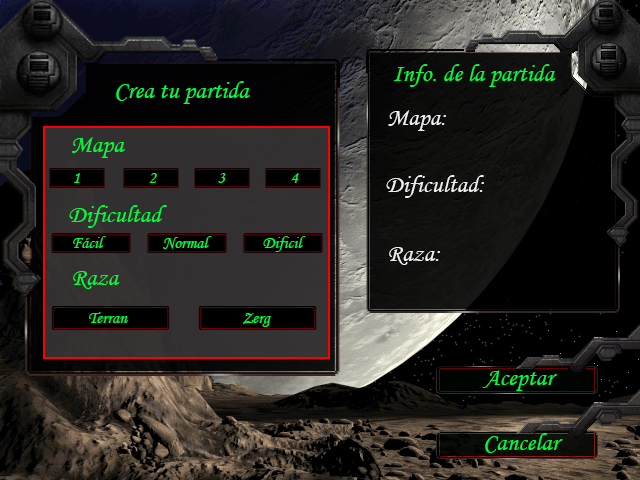 Crea tu partida
Mapa
1 2 3 4
Dificultad
Fácil Normal Dificil
Raza
Terran Zerg
Info. de la partida
Mapa:
Dificultad:
Raza:
Aceptar
Cancelar